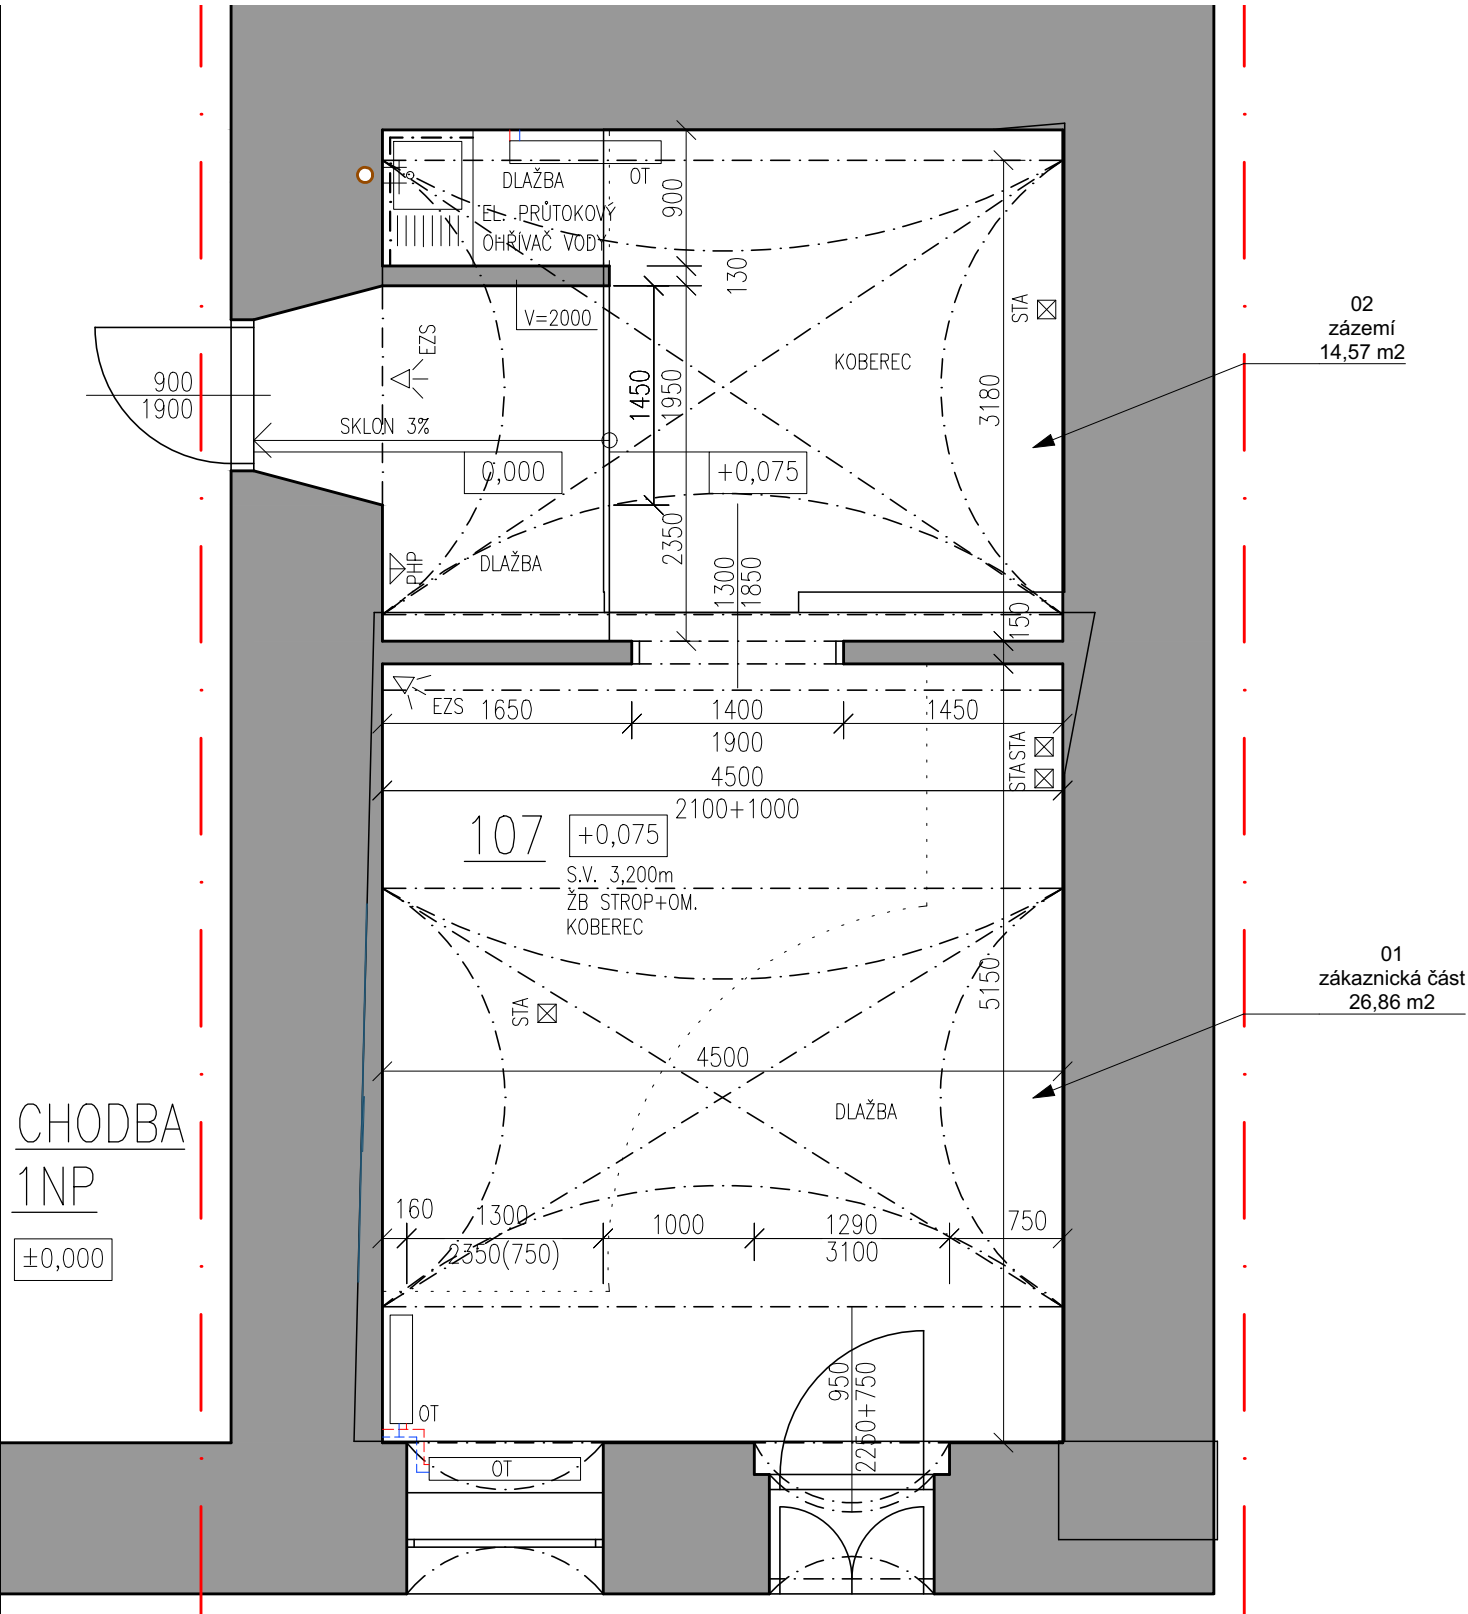 DLAŽBA
OT
EL. PRŮTOKOVÝ
OHŘÍVAČ VODY
900
130
V=2000
EZS
STA
KOBEREC
02
zázemí
14,57 m2
900
1900
1450
1950
3180
SKLON 3%
0,000
+0,075
2350
PHP
DLAŽBA
1300
1850
150
EZS
1650
1400
1900
1450
STA
STA
4500
2100+1000
107
+0,075
S.V. 3,200m
ŽB STROP+OM.
KOBEREC
01
zákaznická část
26,86 m2
5150
STA
4500
DLAŽBA
CHODBA
1NP
±0,000
160
1300
2350(750)
1000
1290
3100
750
950
2250+750
OT
OT